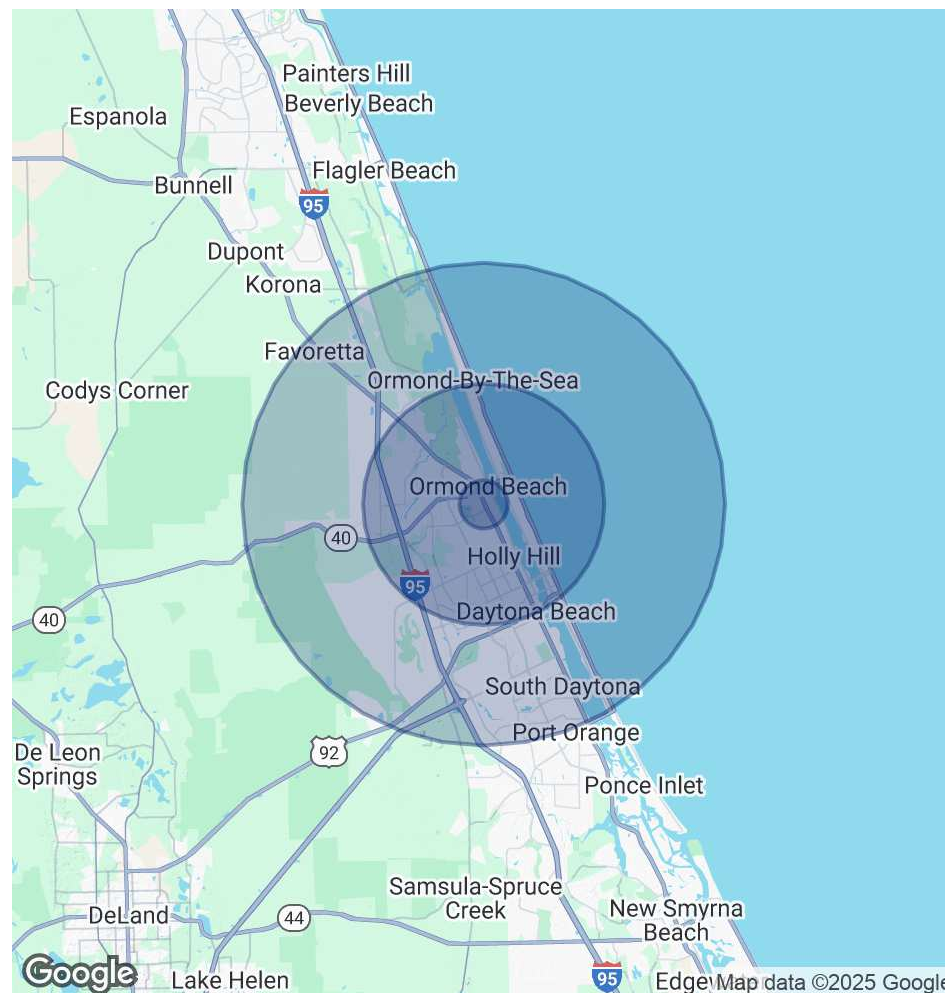 Painters Hill
Beverly Beach
Espanola
Flagler Beach
Bunnell
95
Dupont
Korona
Favoretta
Ormond-By-The-Sea
Codys Corner
Ormond Beach
40
Holly Hill
95
Daytona Beach
40
South Daytona
Port Orange
92
De Leon
Springs
Ponce Inlet
Samsula-Spruce
Creek
New Smyrna
Beach
DeLand
44
Google
Lake Helen
95
Map data ©2025 Google